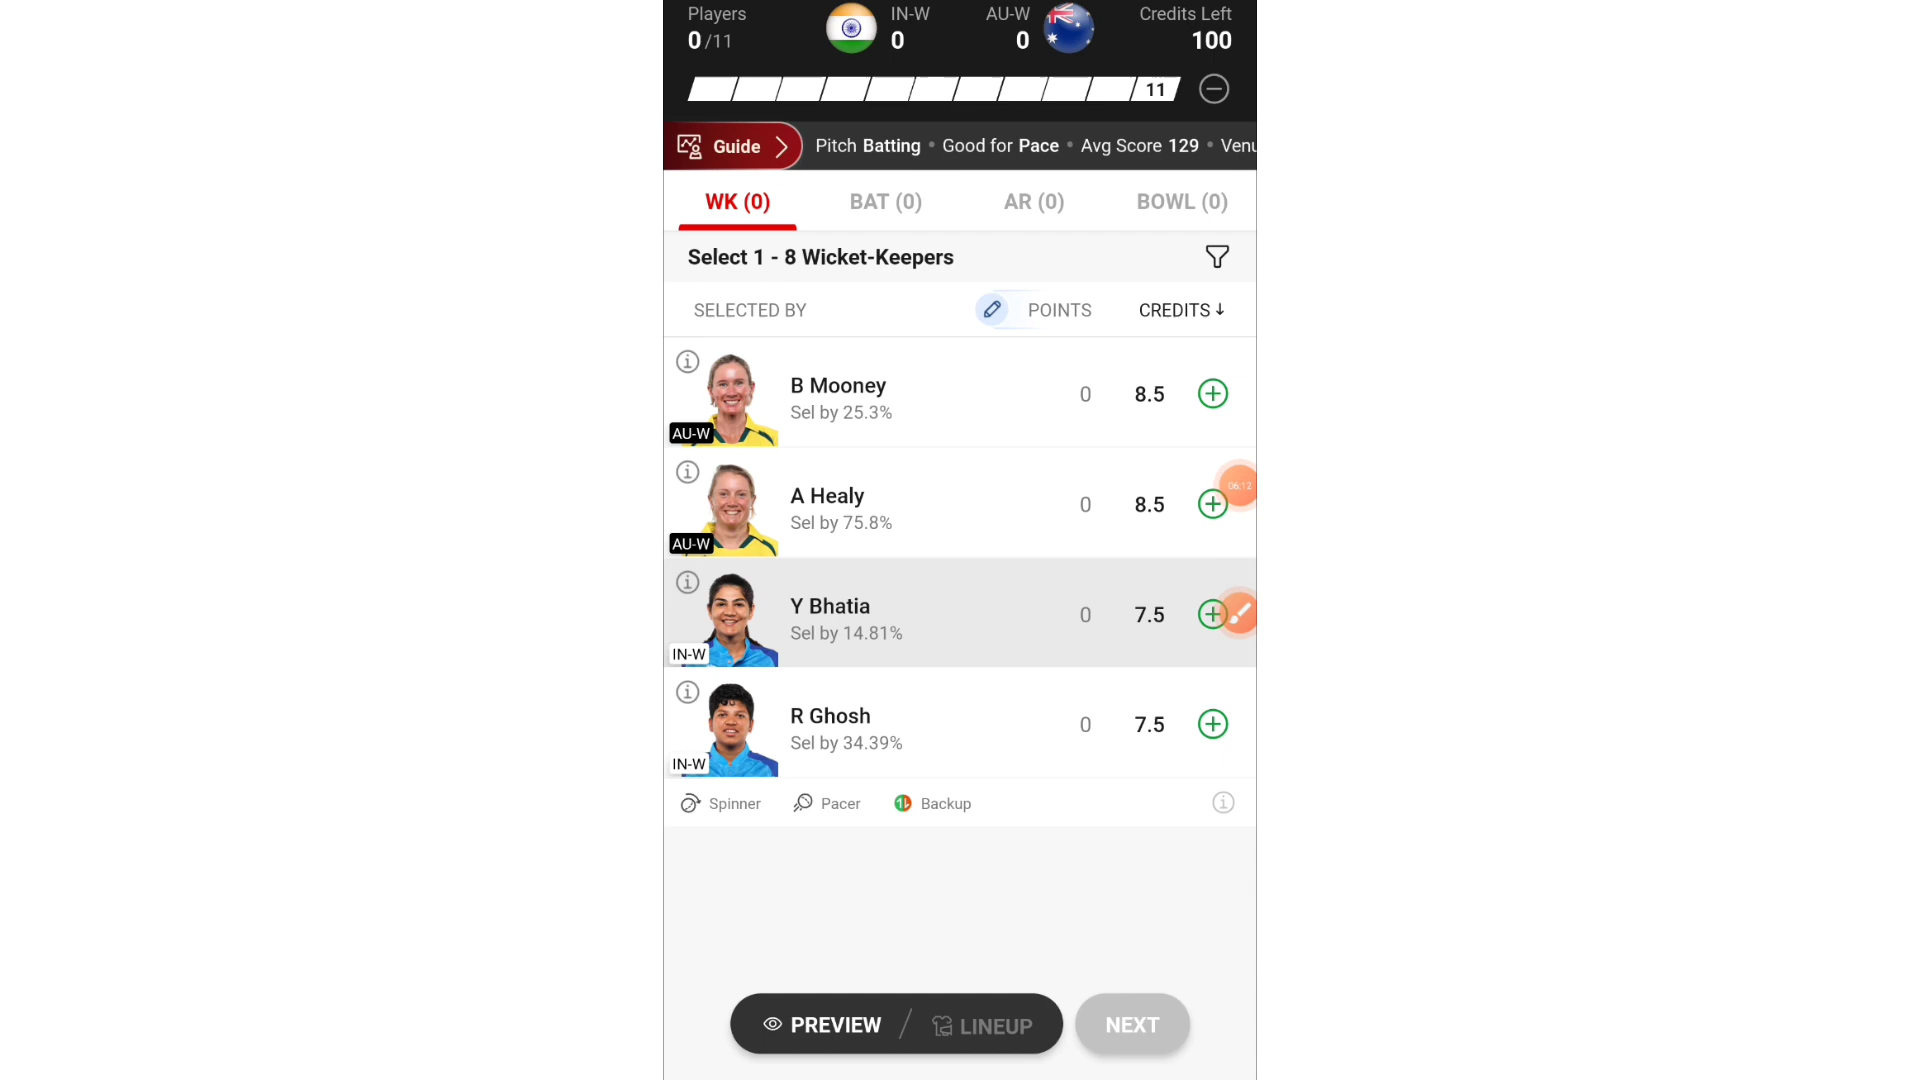 Players IN-W AU-W Credits Left
0/11 0 0 100
11
Guide Pitch Batting • Good for Pace • Avg Score 129 •
WK (0) BAT (0) AR (0) BOWL (0)
Select 1 - 8 Wicket-Keepers
SELECTED BY POINTS CREDITS↓
B Mooney 0 8.5
Sel by 25.3%
AU-W
A Healy 0 8.5
06:12
Sel by 75.8%
AU-W
Y Bhatia 0 7.5
Sel by 14.81%
IN-W
R Ghosh 0 7.5
Sel by 34.39%
IN-W
Spinner Pacer Backup
PREVIEW / LINEUP NEXT